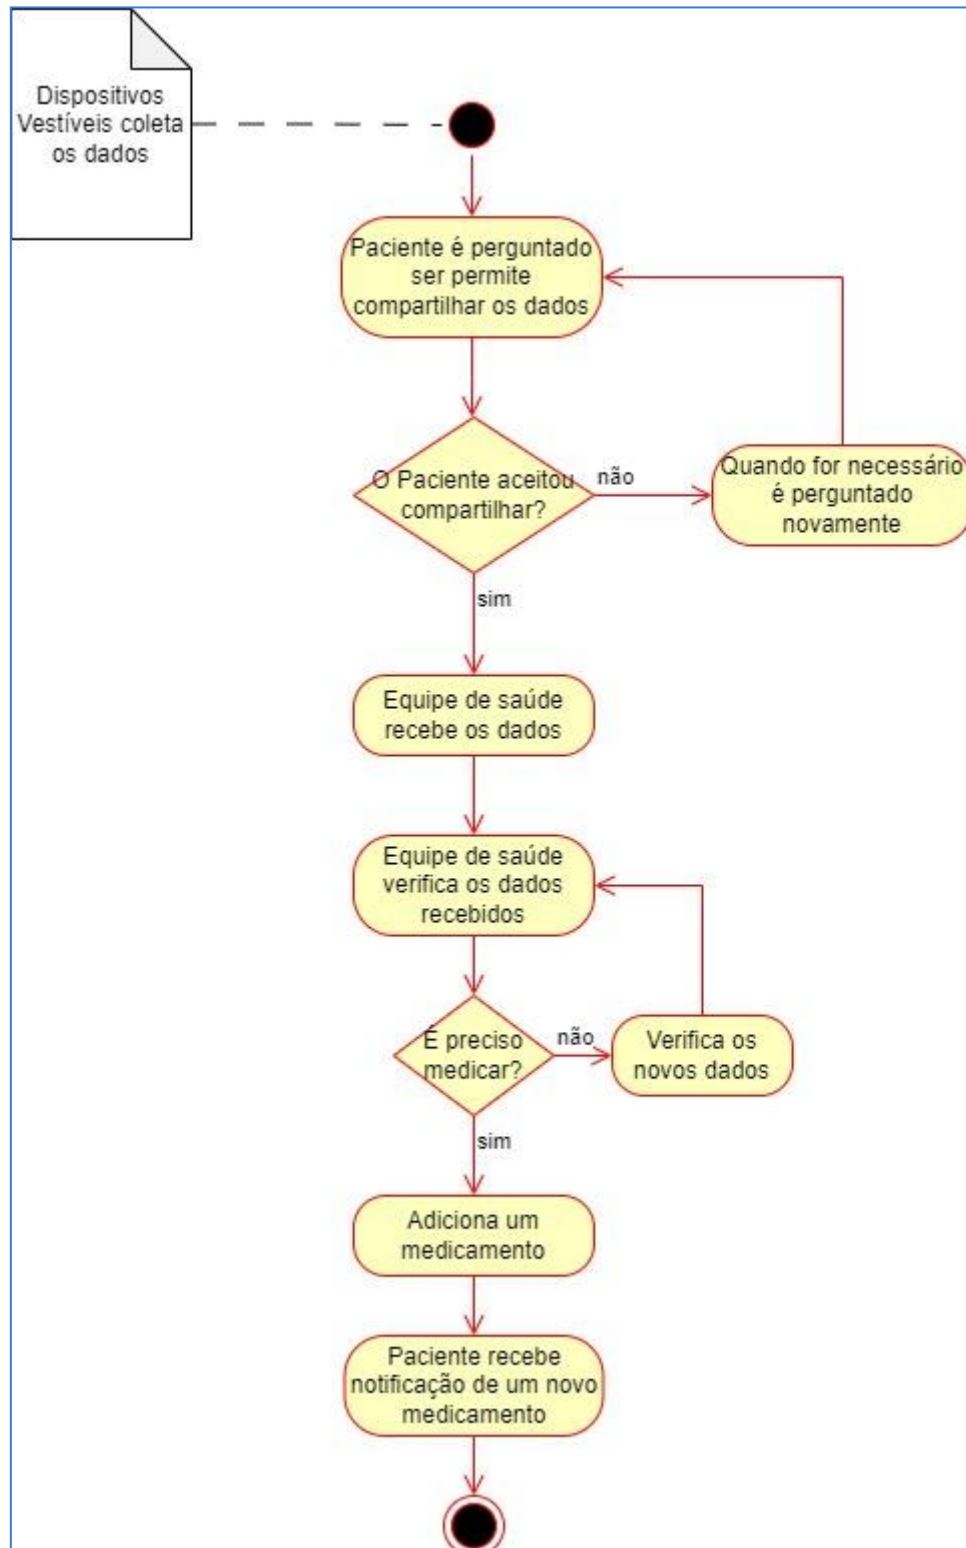 Dispositivos
Vestíveis coleta
os dados
Paciente é perguntado
ser permite
compartilhar os dados
O Paciente aceitou
compartilhar?
não
Quando for necessário
é perguntado
novamente
sim
Equipe de saúde
recebe os dados
Equipe de saúde
verifica os dados
recebidos
É preciso
medicar?
não
Verifica os
novos dados
sim
Adiciona um
medicamento
Paciente recebe
notificação de um novo
medicamento